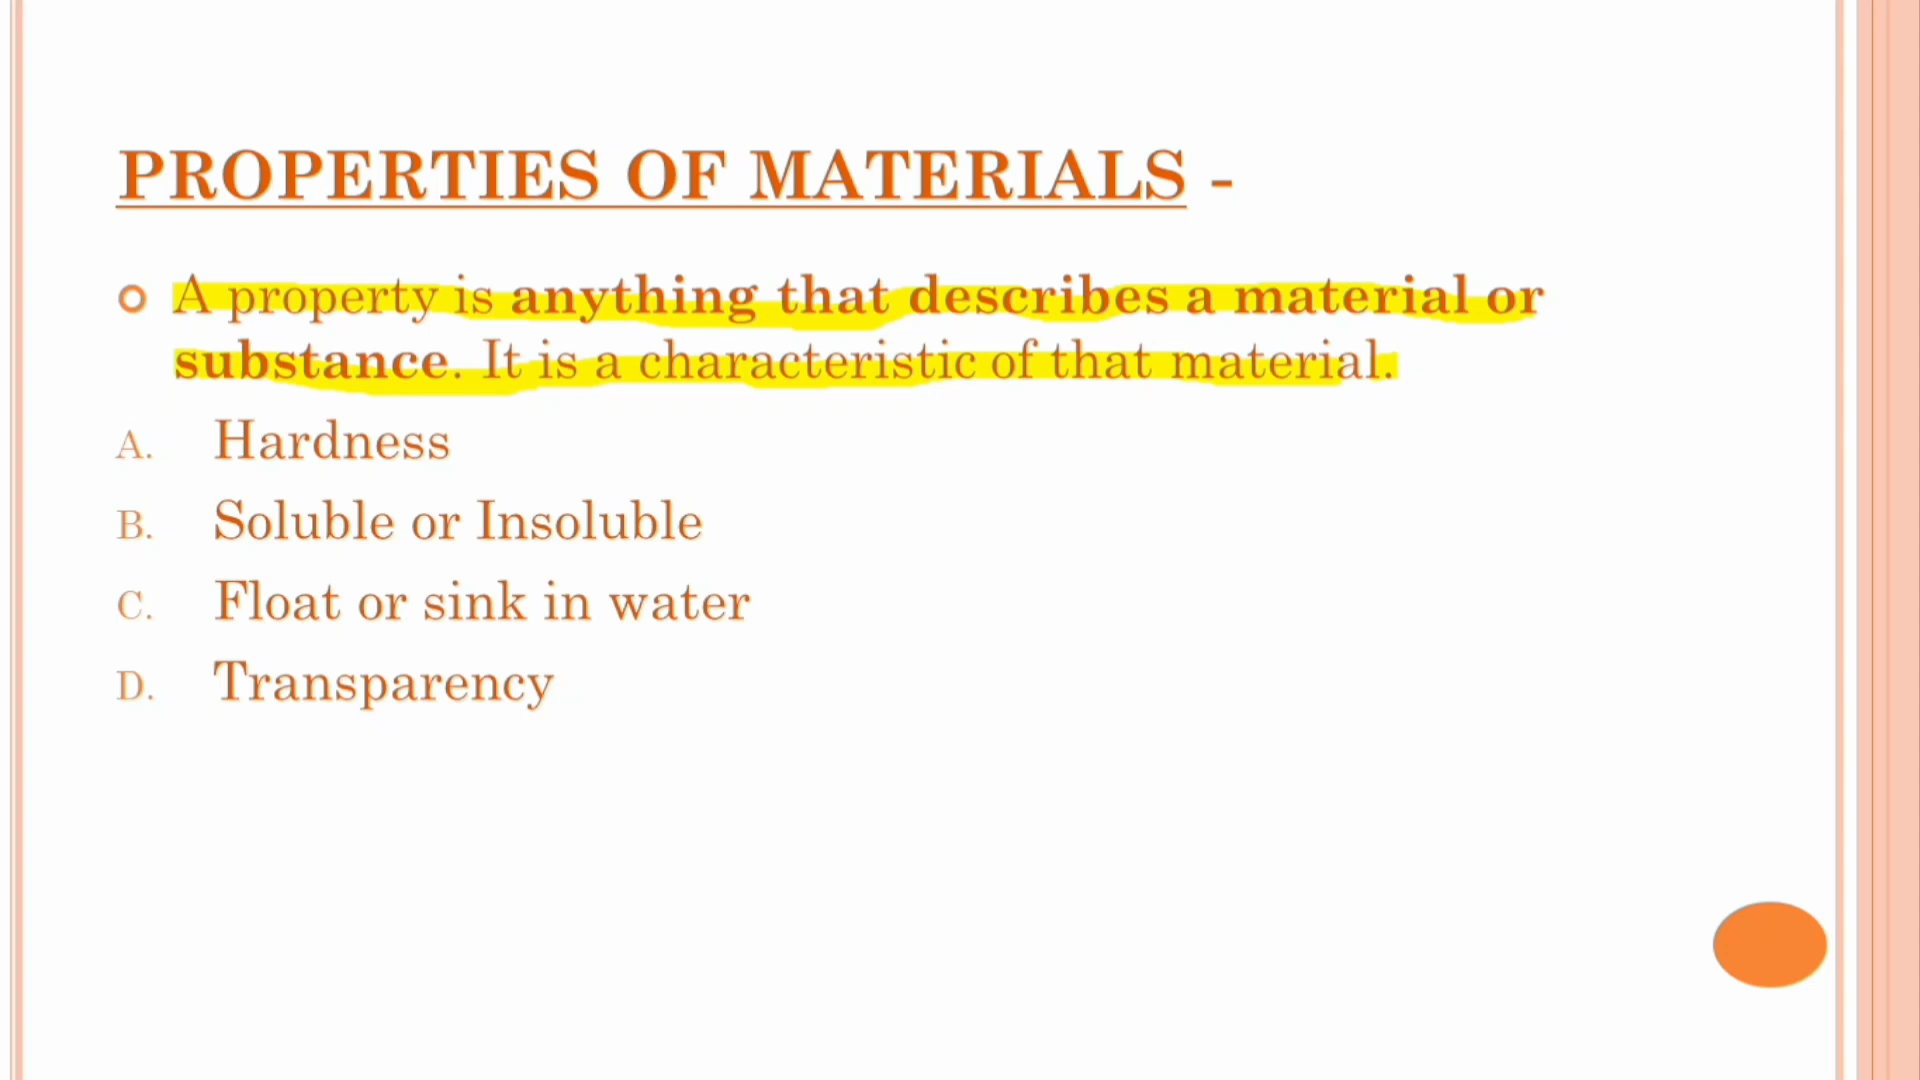 PROPERTIES OF MATERIALS -
A property is anything that describes a material or
substance. It is a characteristic of that material.
A. Hardness
B. Soluble or Insoluble
C. Float or sink in water
D. Transparency